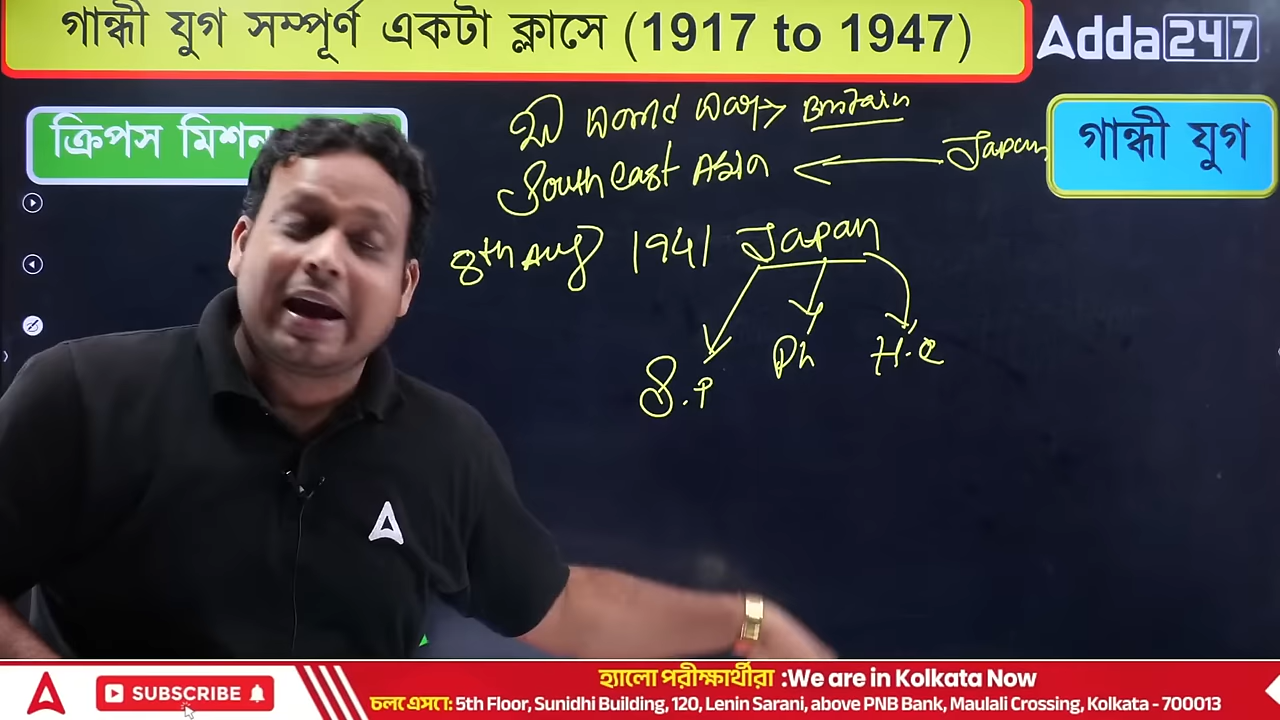 গান্ধী যুগ সম্পূর্ণ একটা ক্লাসে (1917 to 1947)
Adda247
ক্রিপস মিশন
World War → Britain
South East Asia ← Japan
গান্ধী যুগ
8th Aug 1941 Japan
S.P Ph H.C
SUBSCRIBE
হ্যালো পরীক্ষার্থীরা :We are in Kolkata Now
চলে এসো: 5th Floor, Sunidhi Building, 120, Lenin Sarani, above PNB Bank, Maulali Crossing, Kolkata - 700013